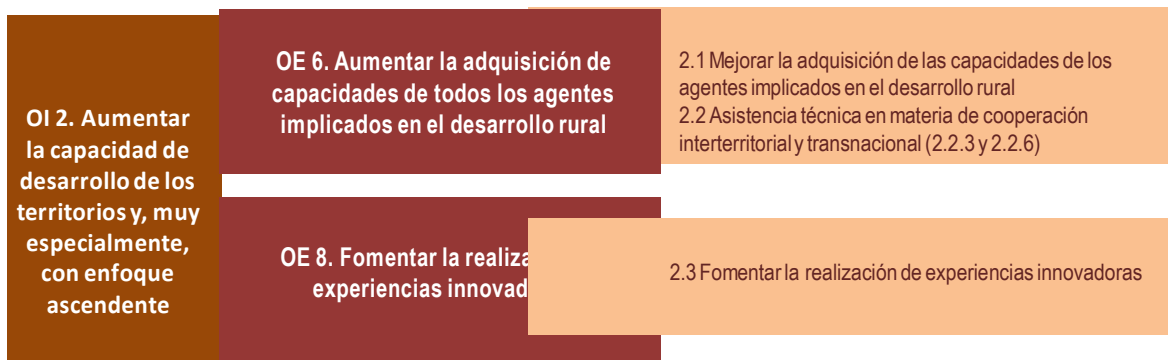 OI 2. Aumentar
la capacidad de
desarrollo de los
territorios y, muy
especialmente,
con enfoque
ascendente
OE 6. Aumentar la adquisición de
capacidades de todos los agentes
implicados en el desarrollo rural
2.1 Mejorar la adquisición de las capacidades de los
agentes implicados en el desarrollo rural
2.2 Asistencia técnica en materia de cooperación
interterritorial y transnacional (2.2.3 y 2.2.6)
OE 8. Fomentar la
experiencias
2.3 Fomentar la realización de experiencias innovadoras